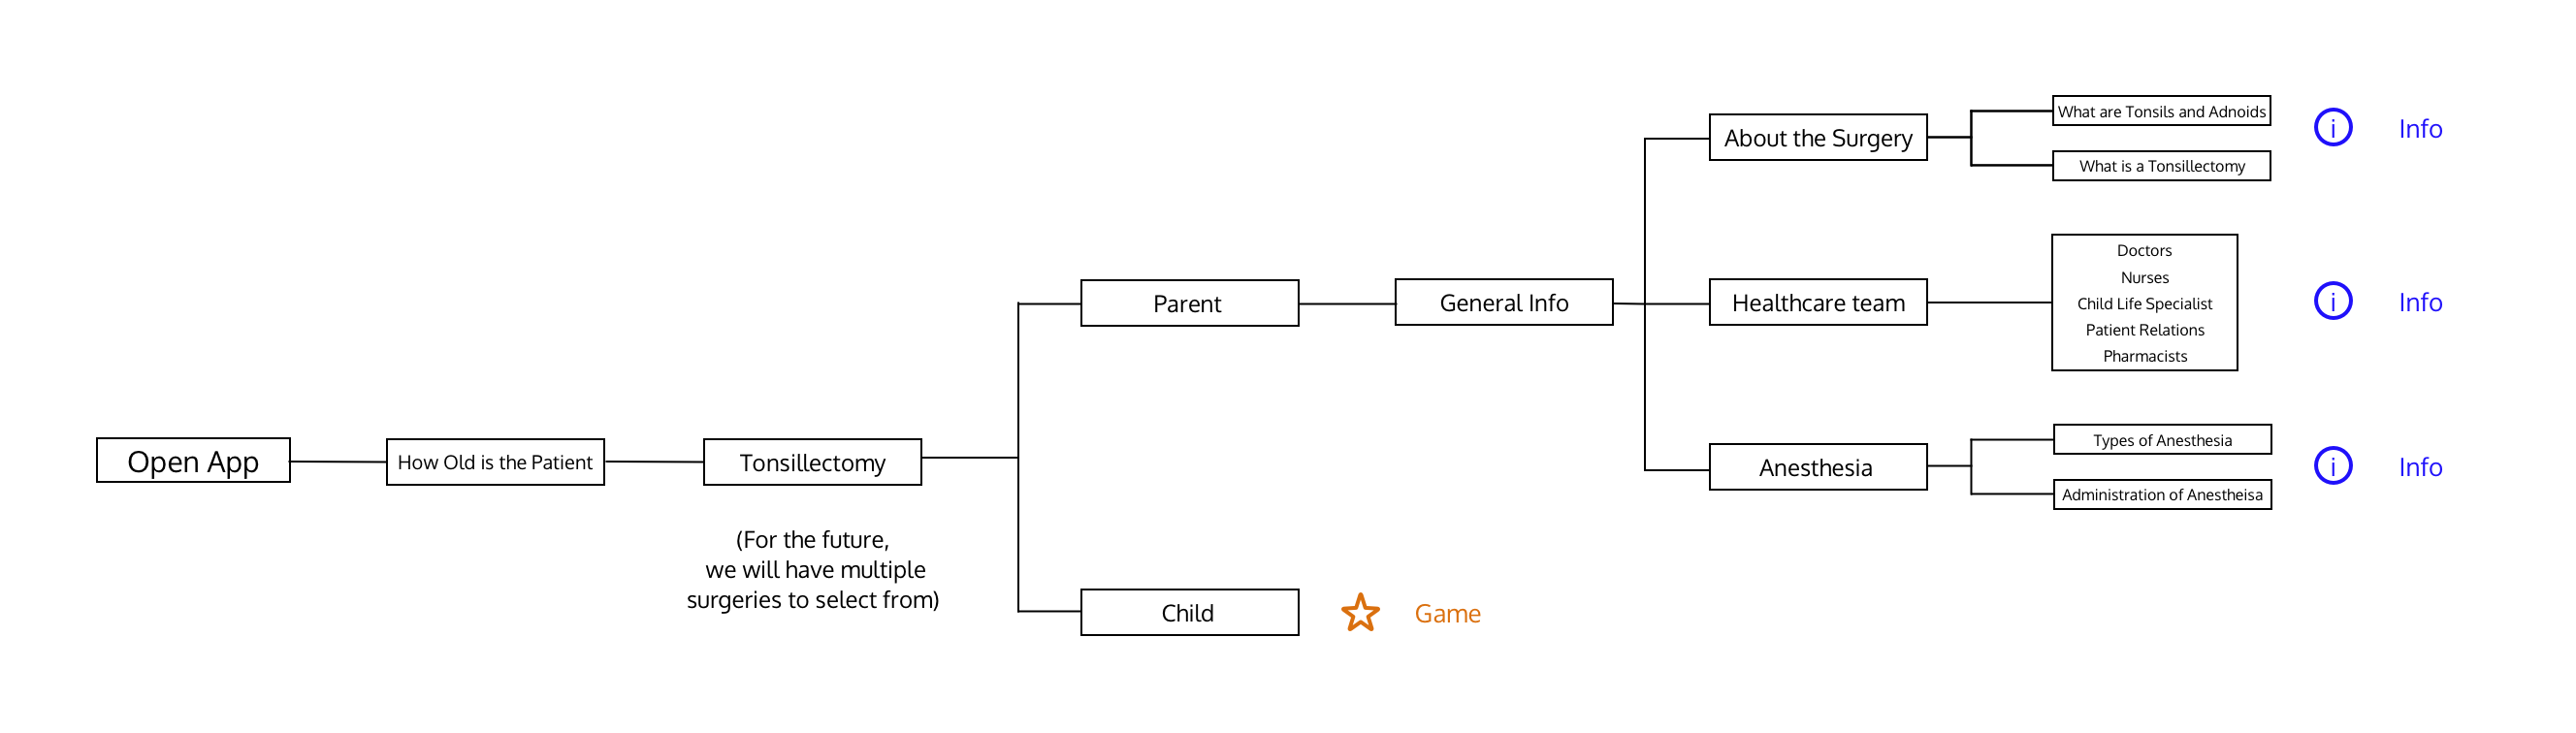 Open App
How Old is the Patient
Tonsillectomy
(For the future,
we will have multiple
surgeries to select from)
Parent
General Info
About the Surgery
What are Tonsils and Adnoids
What is a Tonsillectomy
i Info
Healthcare team
Doctors
Nurses
Child Life Specialist
Patient Relations
Pharmacists
i Info
Anesthesia
Types of Anesthesia
Administration of Anestheisa
i Info
Child
Game